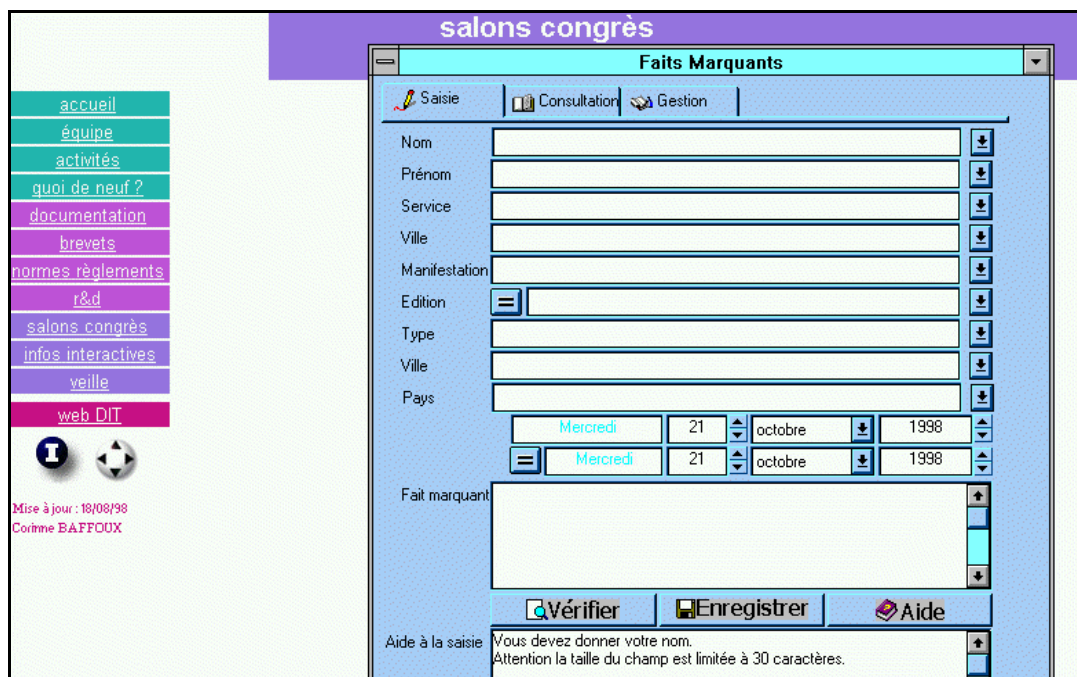 salons congrès
accueil
équipe
activités
quoi de neuf ?
documentation
brevets
normes règlements
r&d
salons congrès
infos interactives
veille
web DIT
I
Mise à jour : 18/08/98
Corinne BAFFOUX
Faits Marquants
Saisie Consultation Gestion
Nom
Prénom
Service
Ville
Manifestation
Edition =
Type
Ville
Pays
Mercredi 21 octobre 1998
= Mercredi 21 octobre 1998
Fait marquant
Vérifier Enregistrer Aide
Aide à la saisie Vous devez donner votre nom.
Attention la taille du champ est limitée à 30 caractères.